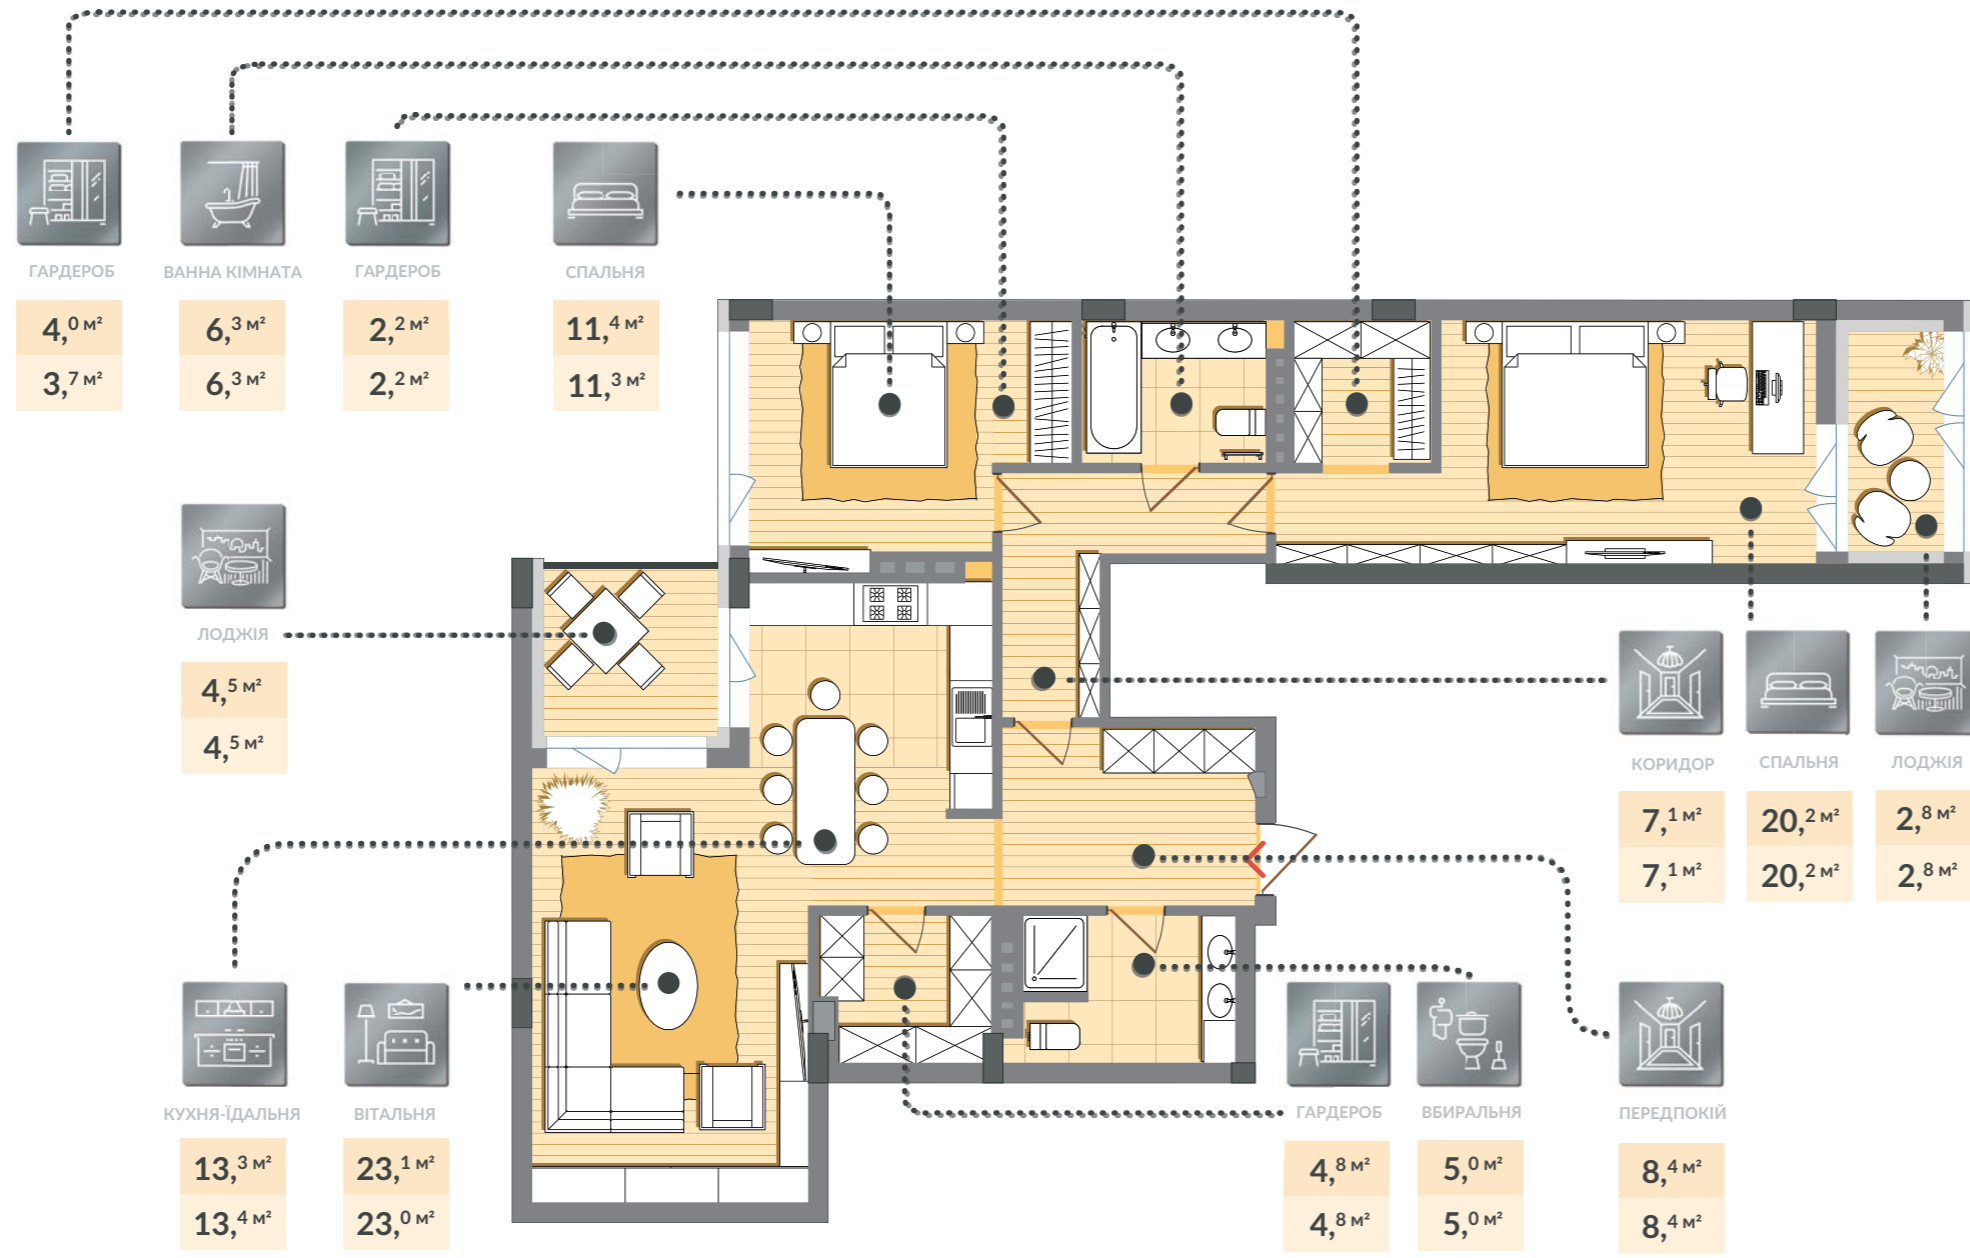 ГАРДЕРОБ
4,0 м²
3,7 м²
ВАННА КІМНАТА
6,3 м²
6,3 м²
ГАРДЕРОБ
2,2 м²
2,2 м²
СПАЛЬНЯ
11,4 м²
11,3 м²
ЛОДЖІЯ
4,5 м²
4,5 м²
КОРИДОР
7,1 м²
7,1 м²
СПАЛЬНЯ
20,2 м²
20,2 м²
ЛОДЖІЯ
2,8 м²
2,8 м²
КУХНЯ-ЇДАЛЬНЯ
13,3 м²
13,4 м²
ВІТАЛЬНЯ
23,1 м²
23,0 м²
ГАРДЕРОБ
4,8 м²
4,8 м²
ВБИРАЛЬНЯ
5,0 м²
5,0 м²
ПЕРЕДПОКІЙ
8,4 м²
8,4 м²